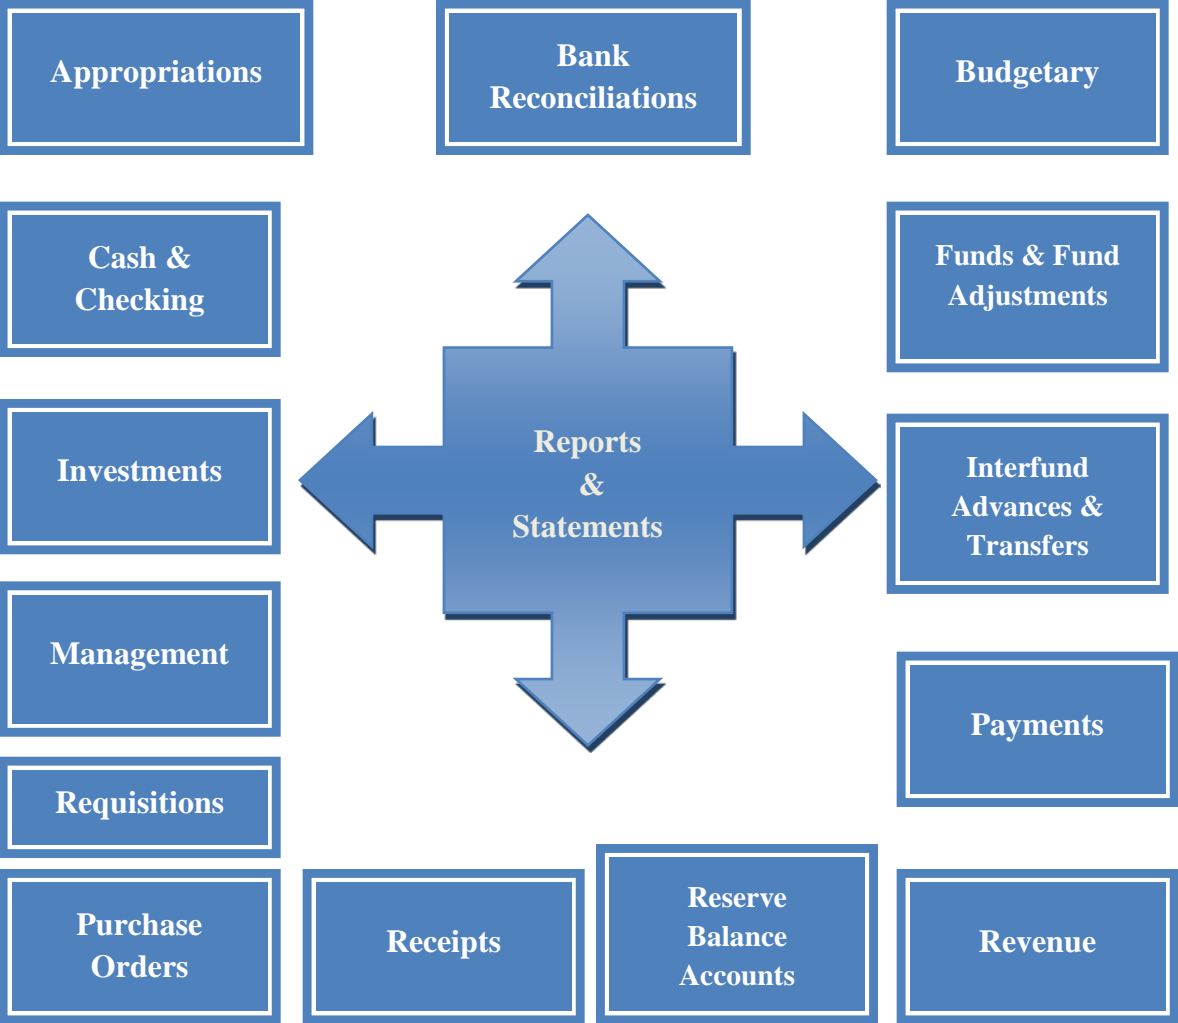 Appropriations
Bank
Reconciliations
Budgetary
Cash &
Checking
Funds & Fund
Adjustments
Investments
Reports
&
Statements
Interfund
Advances &
Transfers
Management
Payments
Requisitions
Purchase
Orders
Receipts
Reserve
Balance
Accounts
Revenue